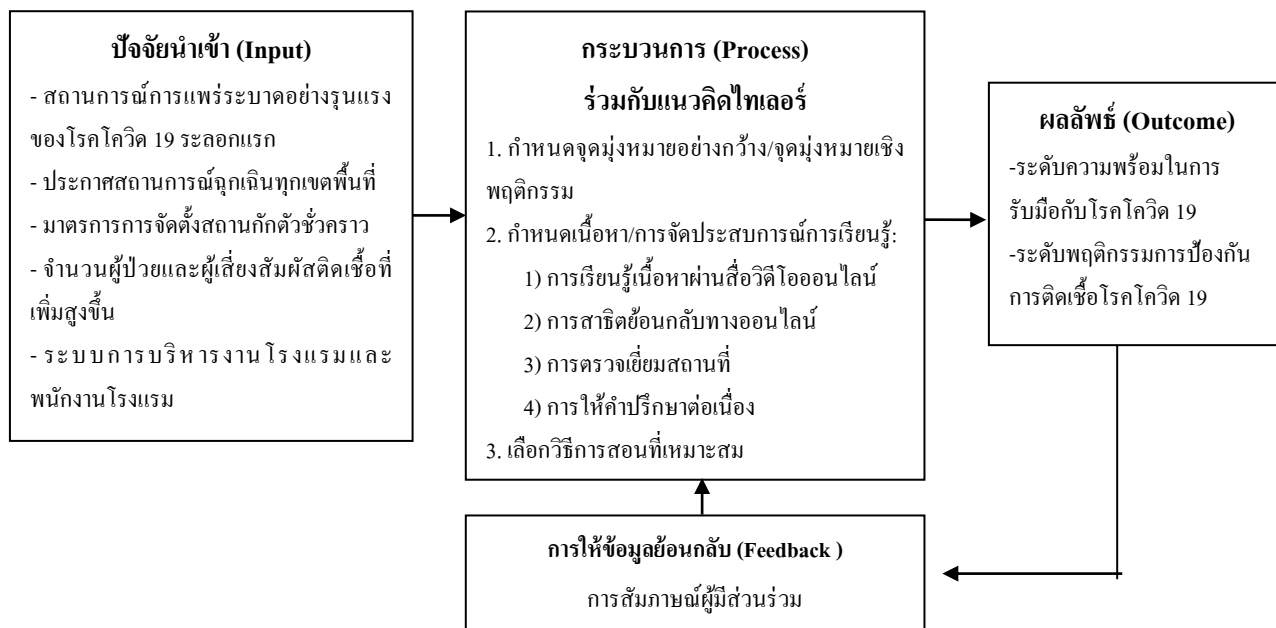 ปัจจัยนำเข้า (Input)
- สถานการณ์การแพร่ระบาดอย่างรุนแรง
ของโรคโควิด 19 ระลอกแรก
- ประกาศสถานการณ์ฉุกเฉินทุกเขตพื้นที่
- มาตรการการจัดตั้งสถานกักตัวชั่วคราว
- จำนวนผู้ป่วยและผู้เสี่ยงสัมผัสติดเชื้อที่
เพิ่มสูงขึ้น
- ระบบการบริหารงานโรงแรมและ
พนักงานโรงแรม
กระบวนการ (Process)
ร่วมกับแนวคิดไทเลอร์
1. กำหนดจุดมุ่งหมายอย่างกว้าง/จุดมุ่งหมายเชิง
พฤติกรรม
2. กำหนดเนื้อหา/การจัดประสบการณ์การเรียนรู้:
1) การเรียนรู้เนื้อหาผ่านสื่อวิดีโอออนไลน์
2) การสาธิตย้อนกลับทางออนไลน์
3) การตรวจเยี่ยมสถานที่
4) การให้คำปรึกษาต่อเนื่อง
3. เลือกวิธีการสอนที่เหมาะสม
ผลลัพธ์ (Outcome)
-ระดับความพร้อมในการ
รับมือกับโรคโควิด 19
-ระดับพฤติกรรมการป้องกัน
การติดเชื้อโรคโควิด 19
การให้ข้อมูลย้อนกลับ (Feedback )
การสัมภาษณ์ผู้มีส่วนร่วม